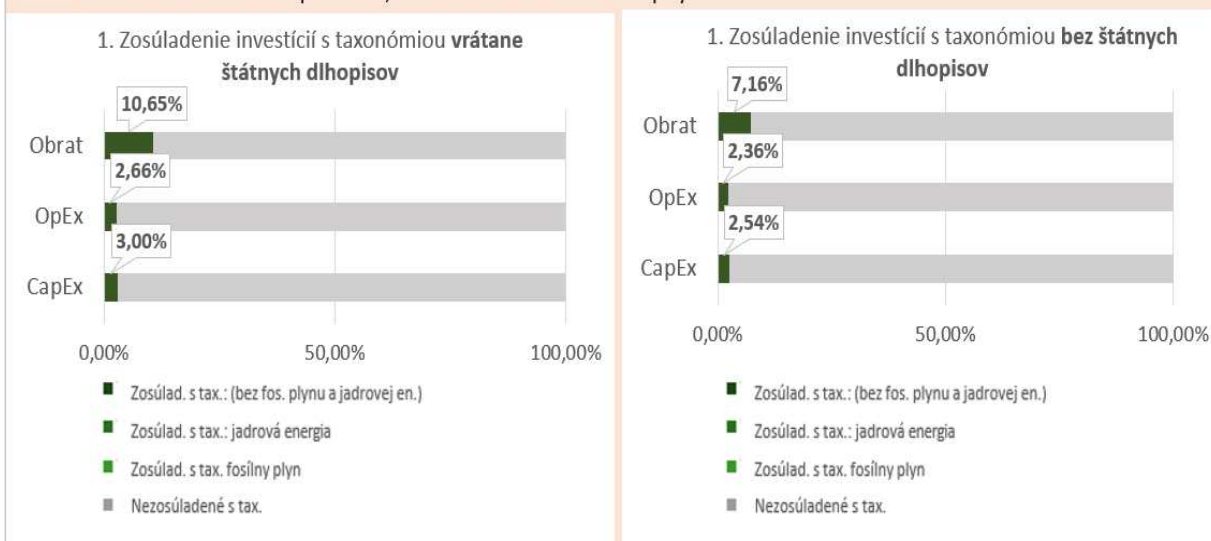 1. Zosúladenie investícií s taxonómiou vrátane
štátnych dlhopisov
10,65%
Obrat
2,66%
OpEx
3,00%
CapEx
0,00%
50,00%
100,00%
Zosúlad. s tax.: (bez fos. plynu a jadrovej en.)
Zosúlad. s tax.: jadrová energia
Zosúlad. s tax. fosílny plyn
Nezosúladené s tax.
1. Zosúladenie investícií s taxonómiou bez štátnych
dlhopisov
7,16%
Obrat
2,36%
OpEx
2,54%
CapEx
0,00%
50,00%
100,00%
Zosúlad. s tax.: (bez fos. plynu a jadrovej en.)
Zosúlad. s tax.: jadrová energia
Zosúlad. s tax. fosílny plyn
Nezosúladené s tax.